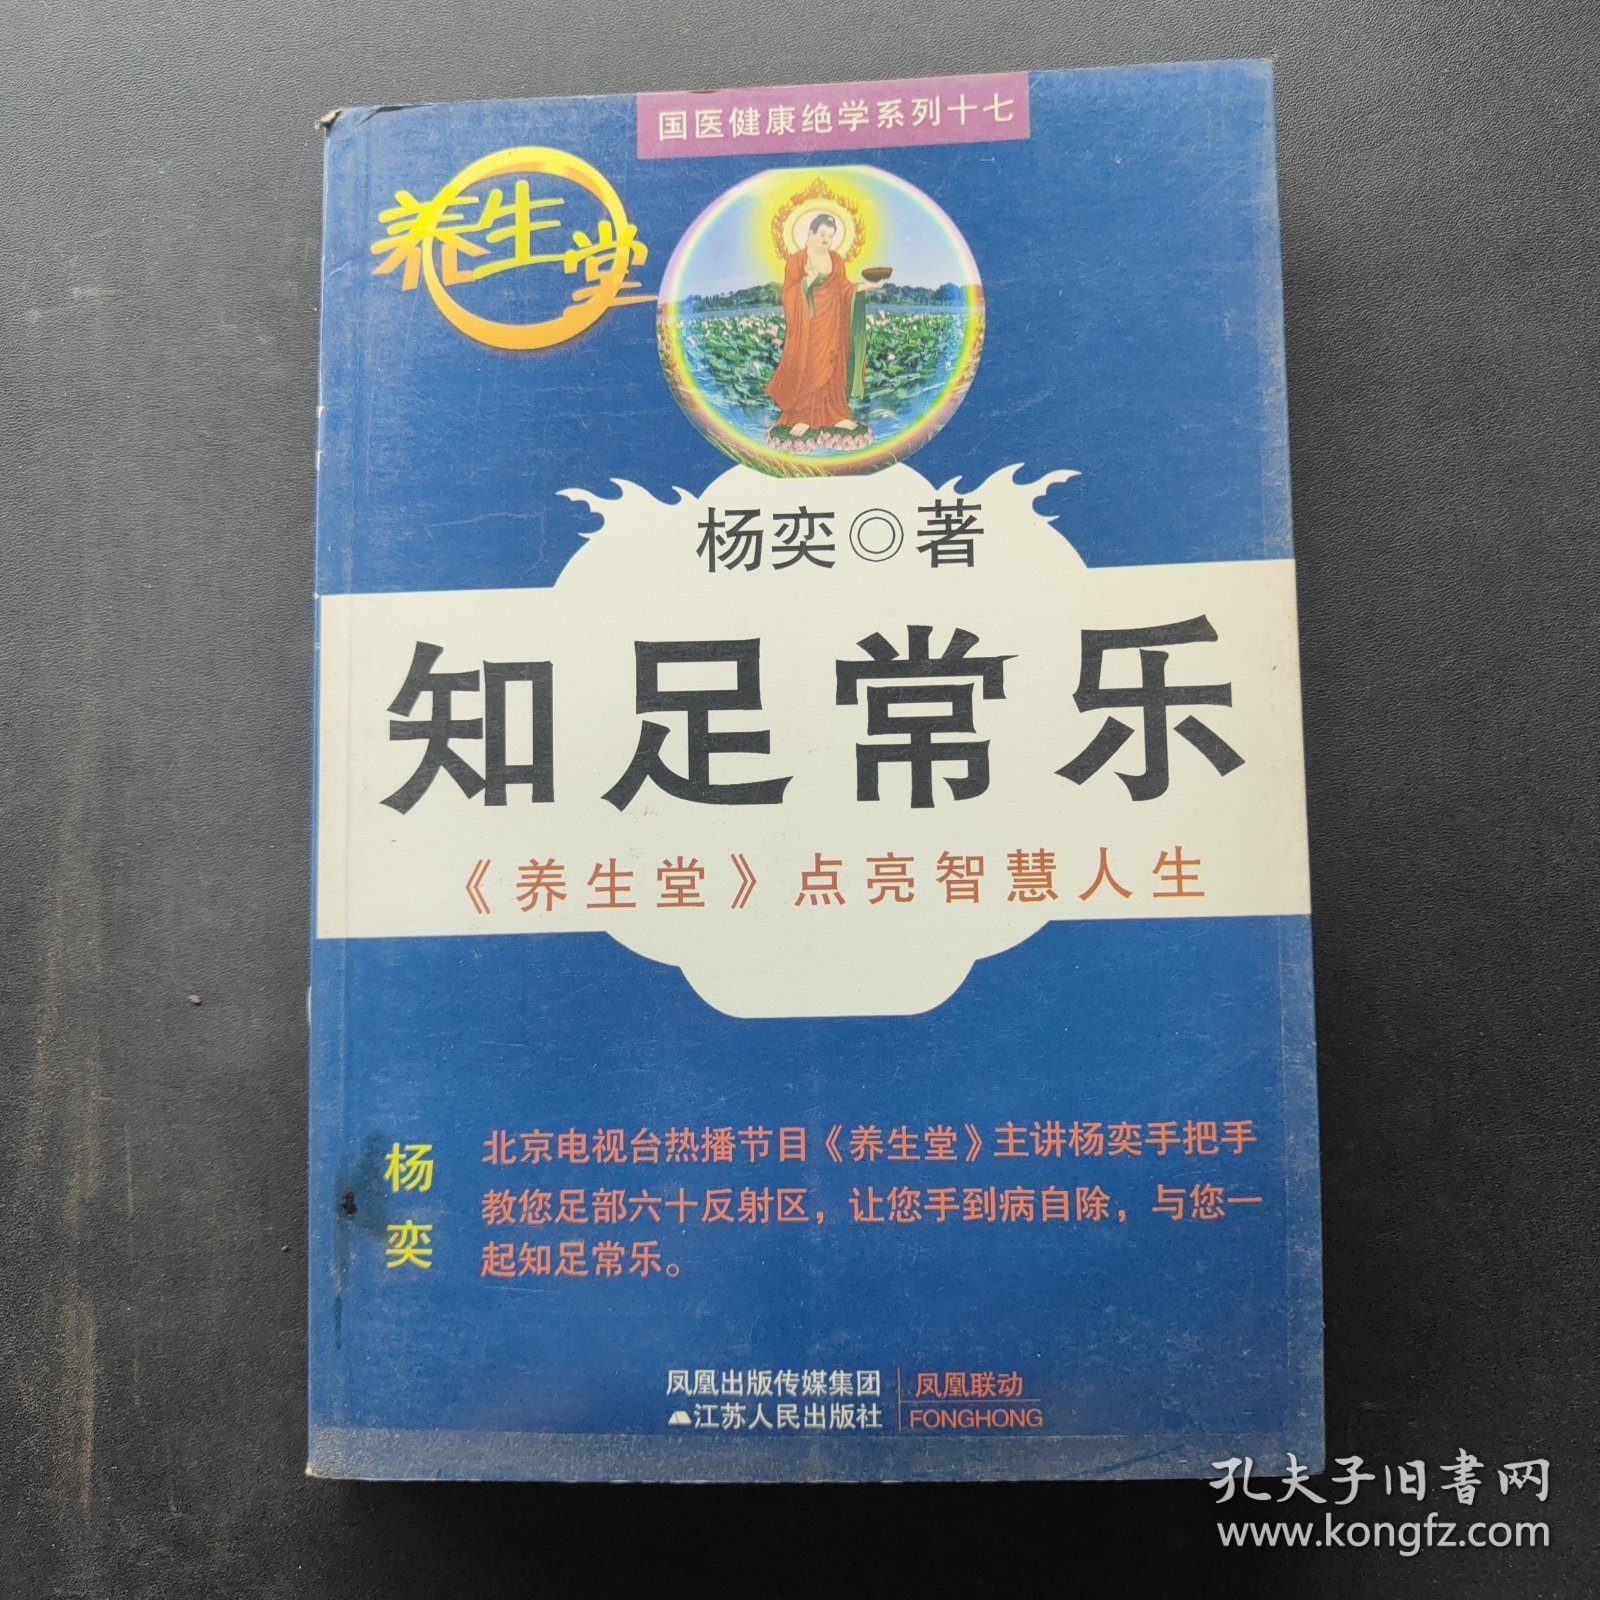 国医健康绝学系列十七
养生堂
杨奕◎著
知足常乐
《养生堂》点亮智慧人生
杨奕
北京电视台热播节目《养生堂》主讲杨奕手把手
教您足部六十反射区，让您手到病自除，与您一
起知足常乐。
凤凰出版传媒集团
江苏人民出版社
凤凰联动
FONGHONG
孔夫子旧书网
www.kongfz.com